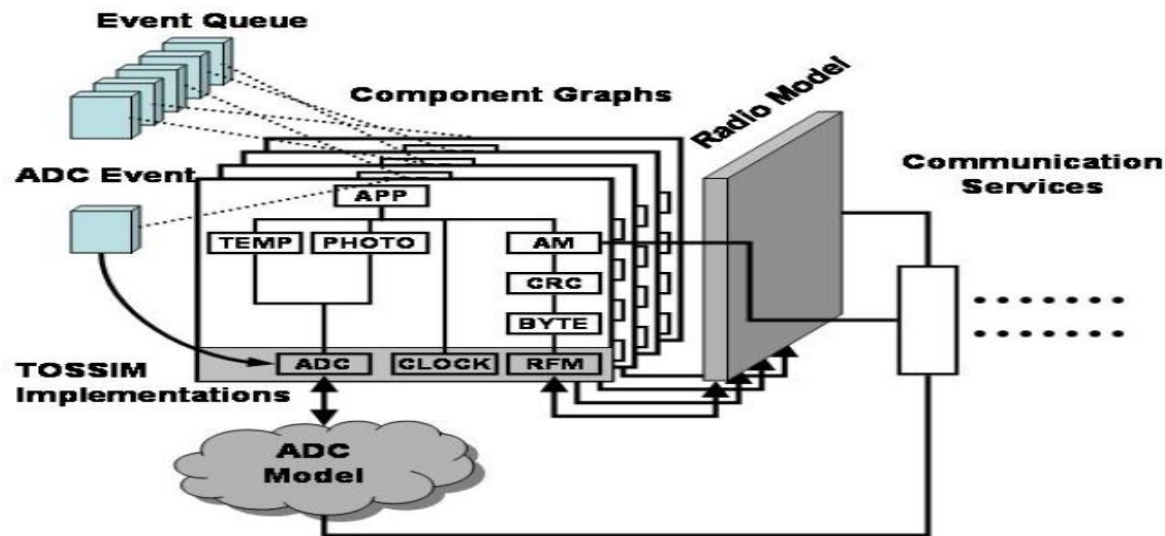 Event Queue
Component Graphs
Radio Model
Communication
Services
ADC Event
APP
TEMP
PHOTO
AM
CRC
BYTE
TOSSIM
Implementations
ADC
CLOCK
RFM
ADC
Model